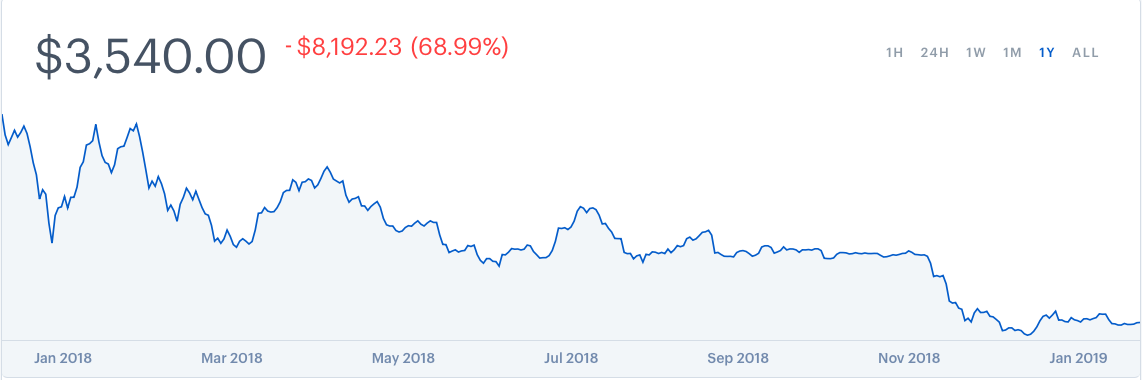 $3,540.00 - $8,192.23 (68.99%) 1H 24H 1W 1M 1Y ALL
Jan 2018 Mar 2018 May 2018 Jul 2018 Sep 2018 Nov 2018 Jan 2019